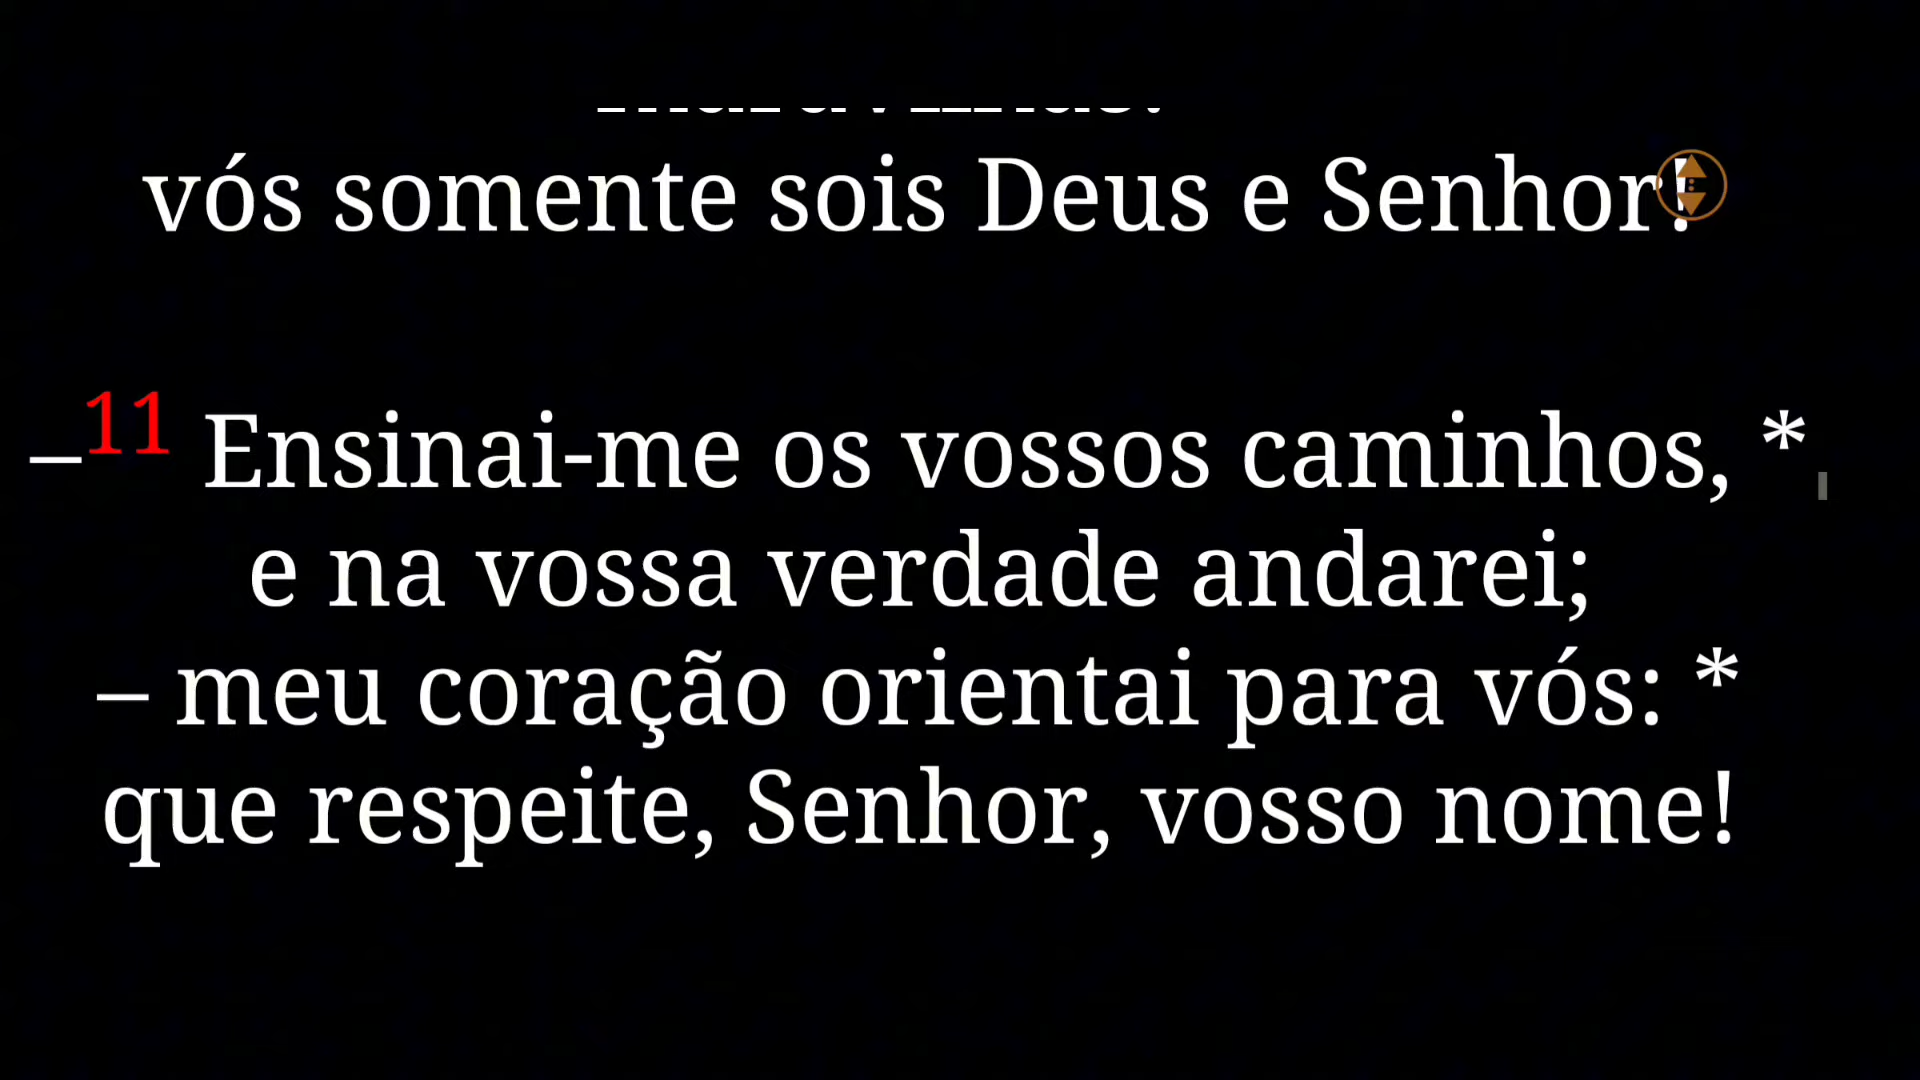 vós somente sois Deus e Senhor!
–11 Ensinai-me os vossos caminhos, *
e na vossa verdade andarei;
– meu coração orientai para vós: *
que respeite, Senhor, vosso nome!